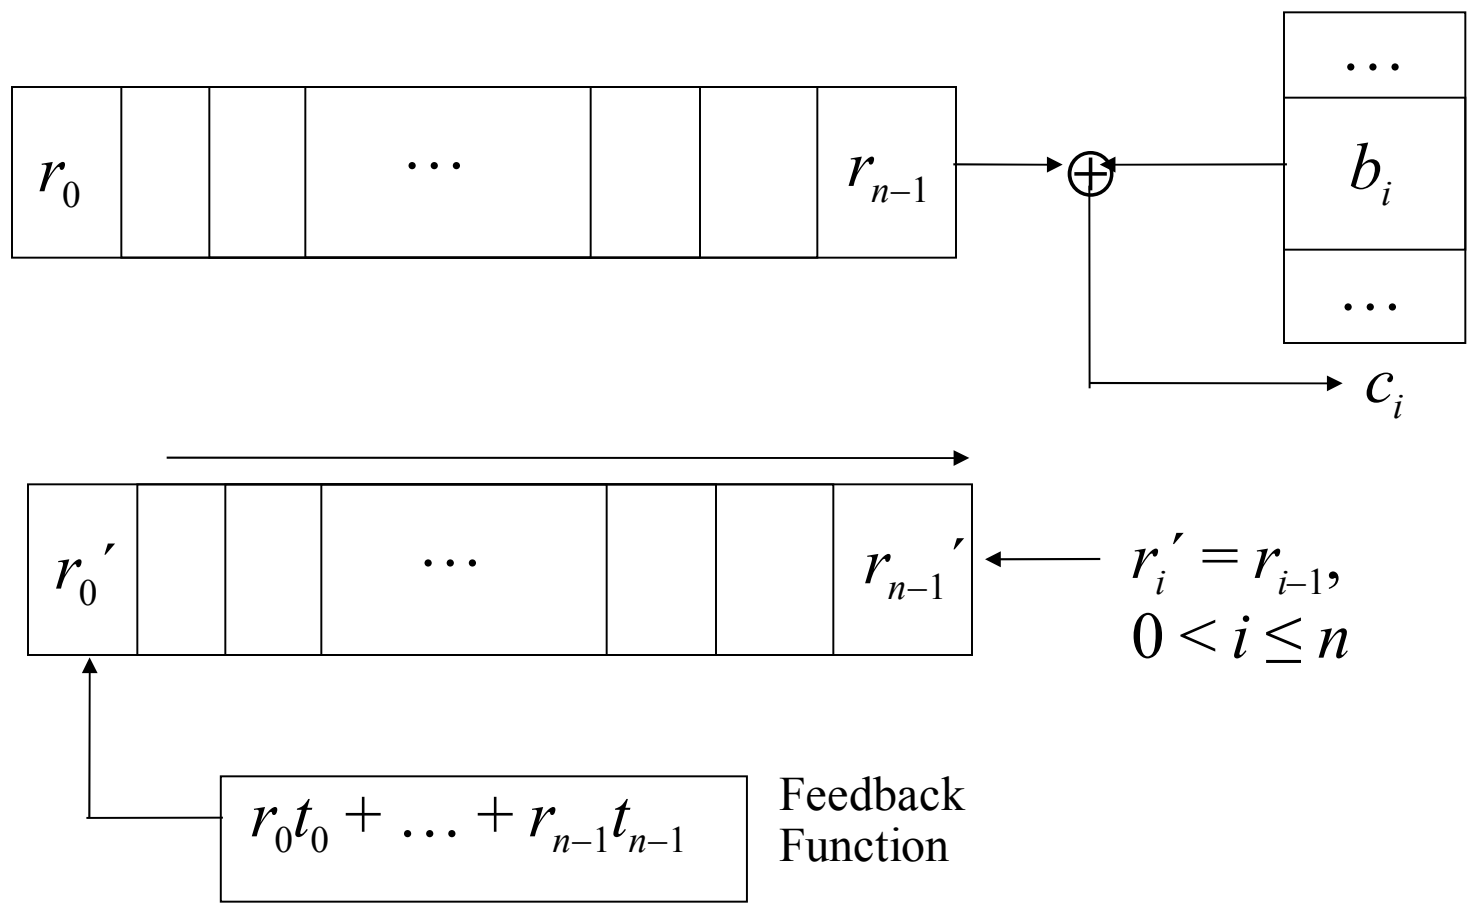 …
r₀ … rₙ₋₁ ⊕ bᵢ
…
cᵢ
r₀´ … rₙ₋₁´ rᵢ´ = rᵢ₋₁,
0 < i ≤ n
r₀t₀ + … + rₙ₋₁tₙ₋₁ Feedback
Function